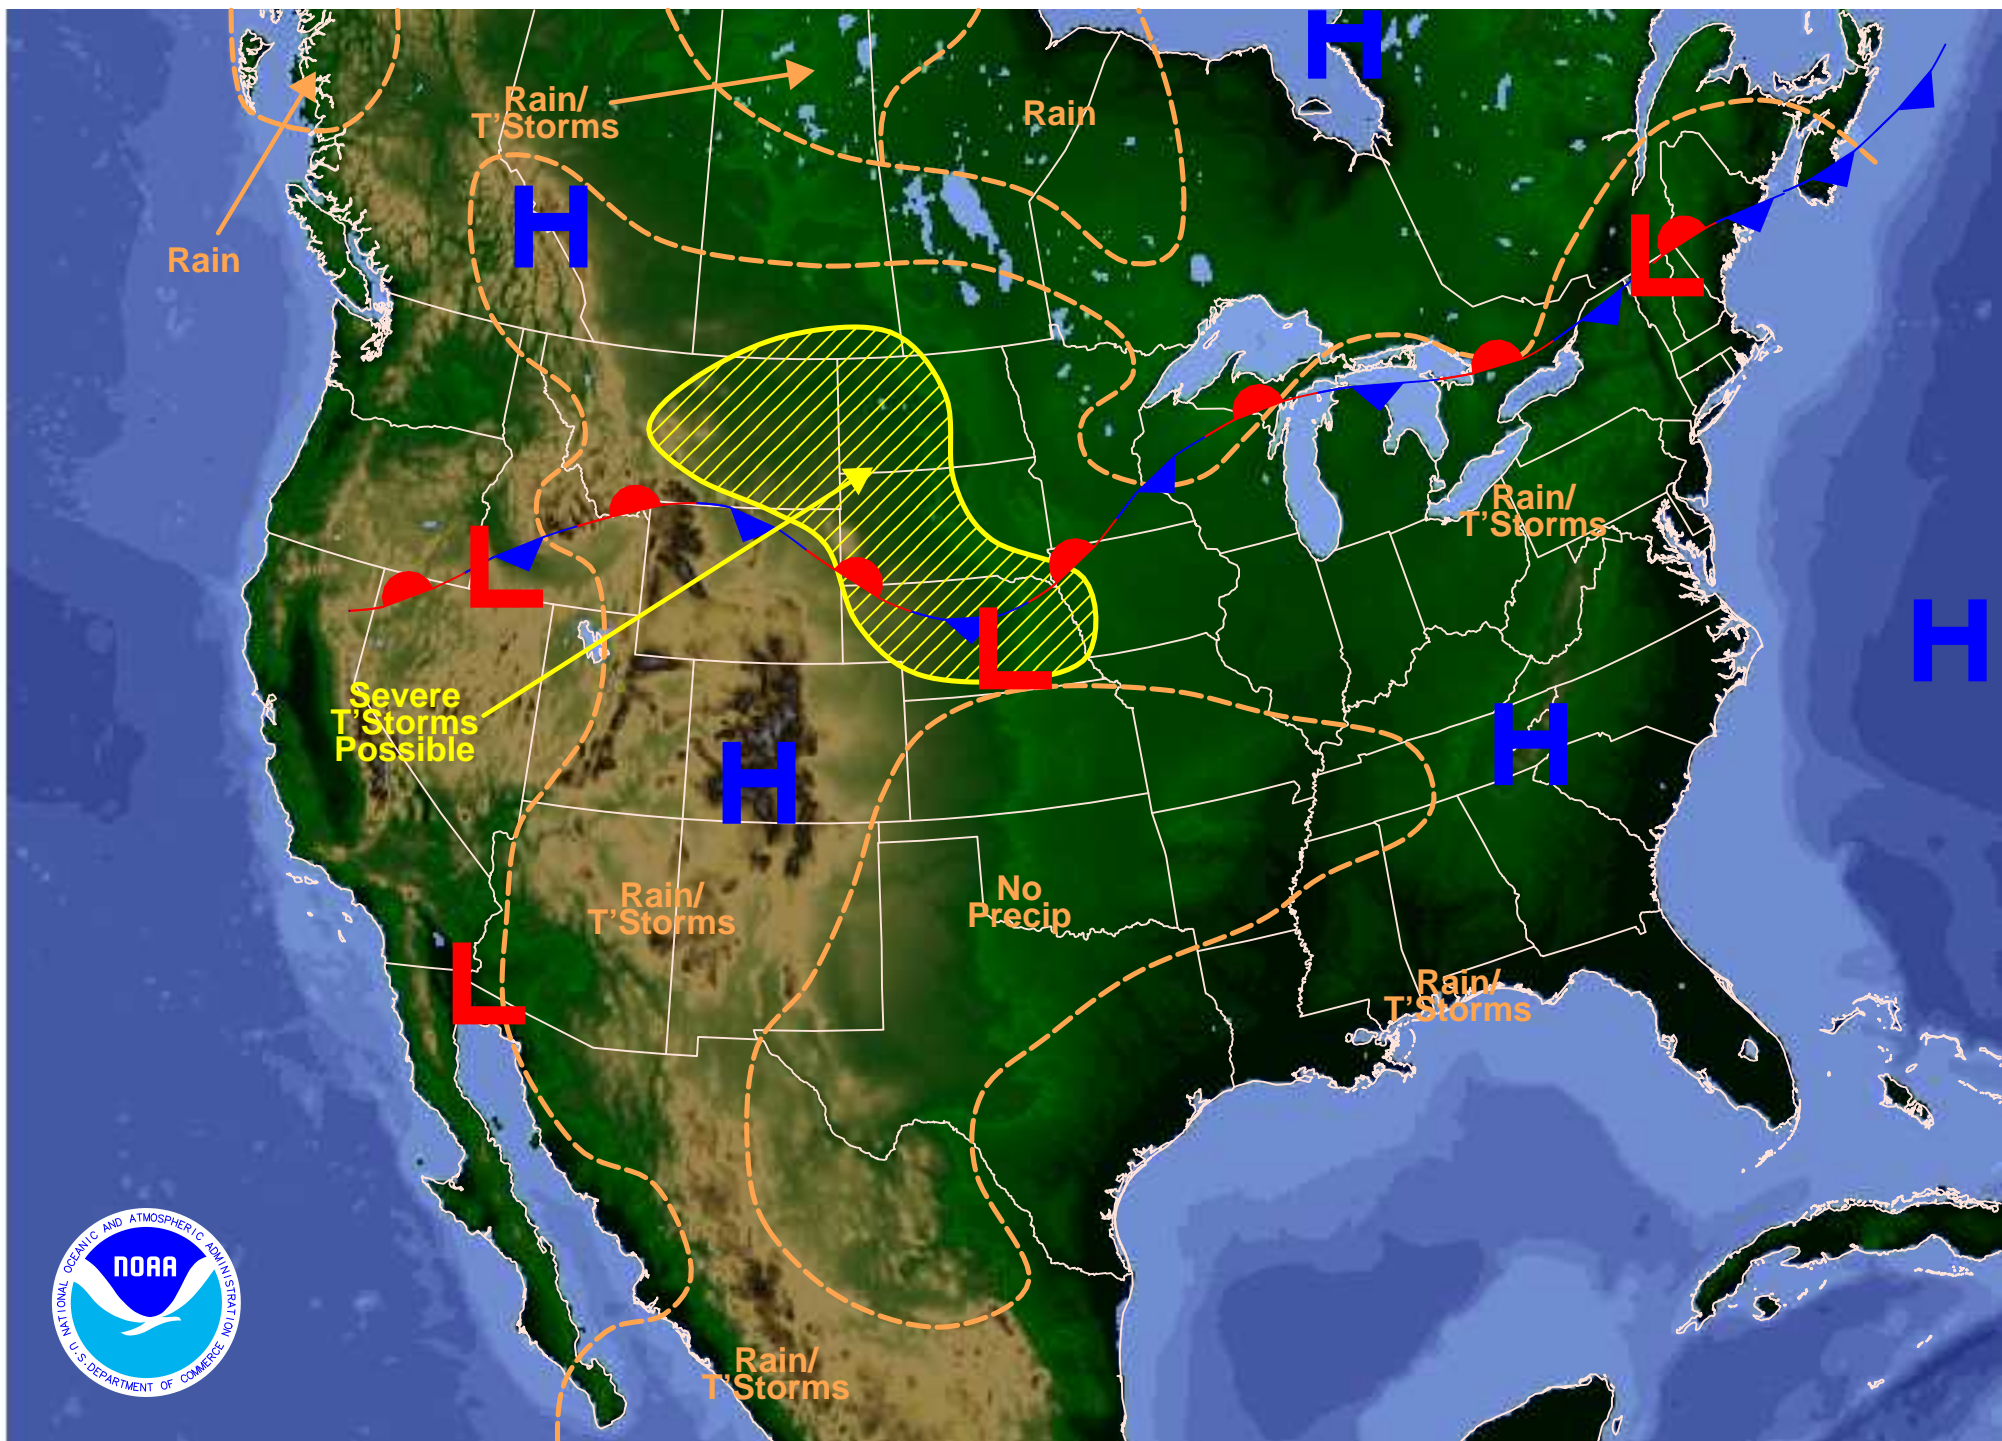 H
Rain/
T'Storms
Rain
H
Rain
L
Rain/
T'Storms
L
H
L
Severe
T'Storms
Possible
H
H
Rain/
T'Storms
No
Precip
L
Rain/
T'Storms
NATIONAL OCEANIC AND ATMOSPHERIC ADMINISTRATION
NOAA
U.S. DEPARTMENT OF COMMERCE
Rain/
T'Storms